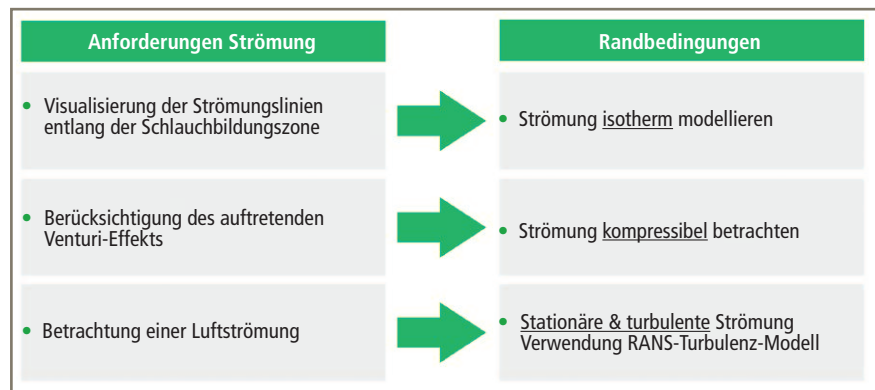 Anforderungen Strömung
Randbedingungen
• Visualisierung der Strömungslinien
entlang der Schlauchbildungszone
• Strömung isotherm modellieren
• Berücksichtigung des auftretenden
Venturi-Effekts
• Strömung kompressibel betrachten
• Betrachtung einer Luftströmung
• Stationäre & turbulente Strömung
Verwendung RANS-Turbulenz-Modell